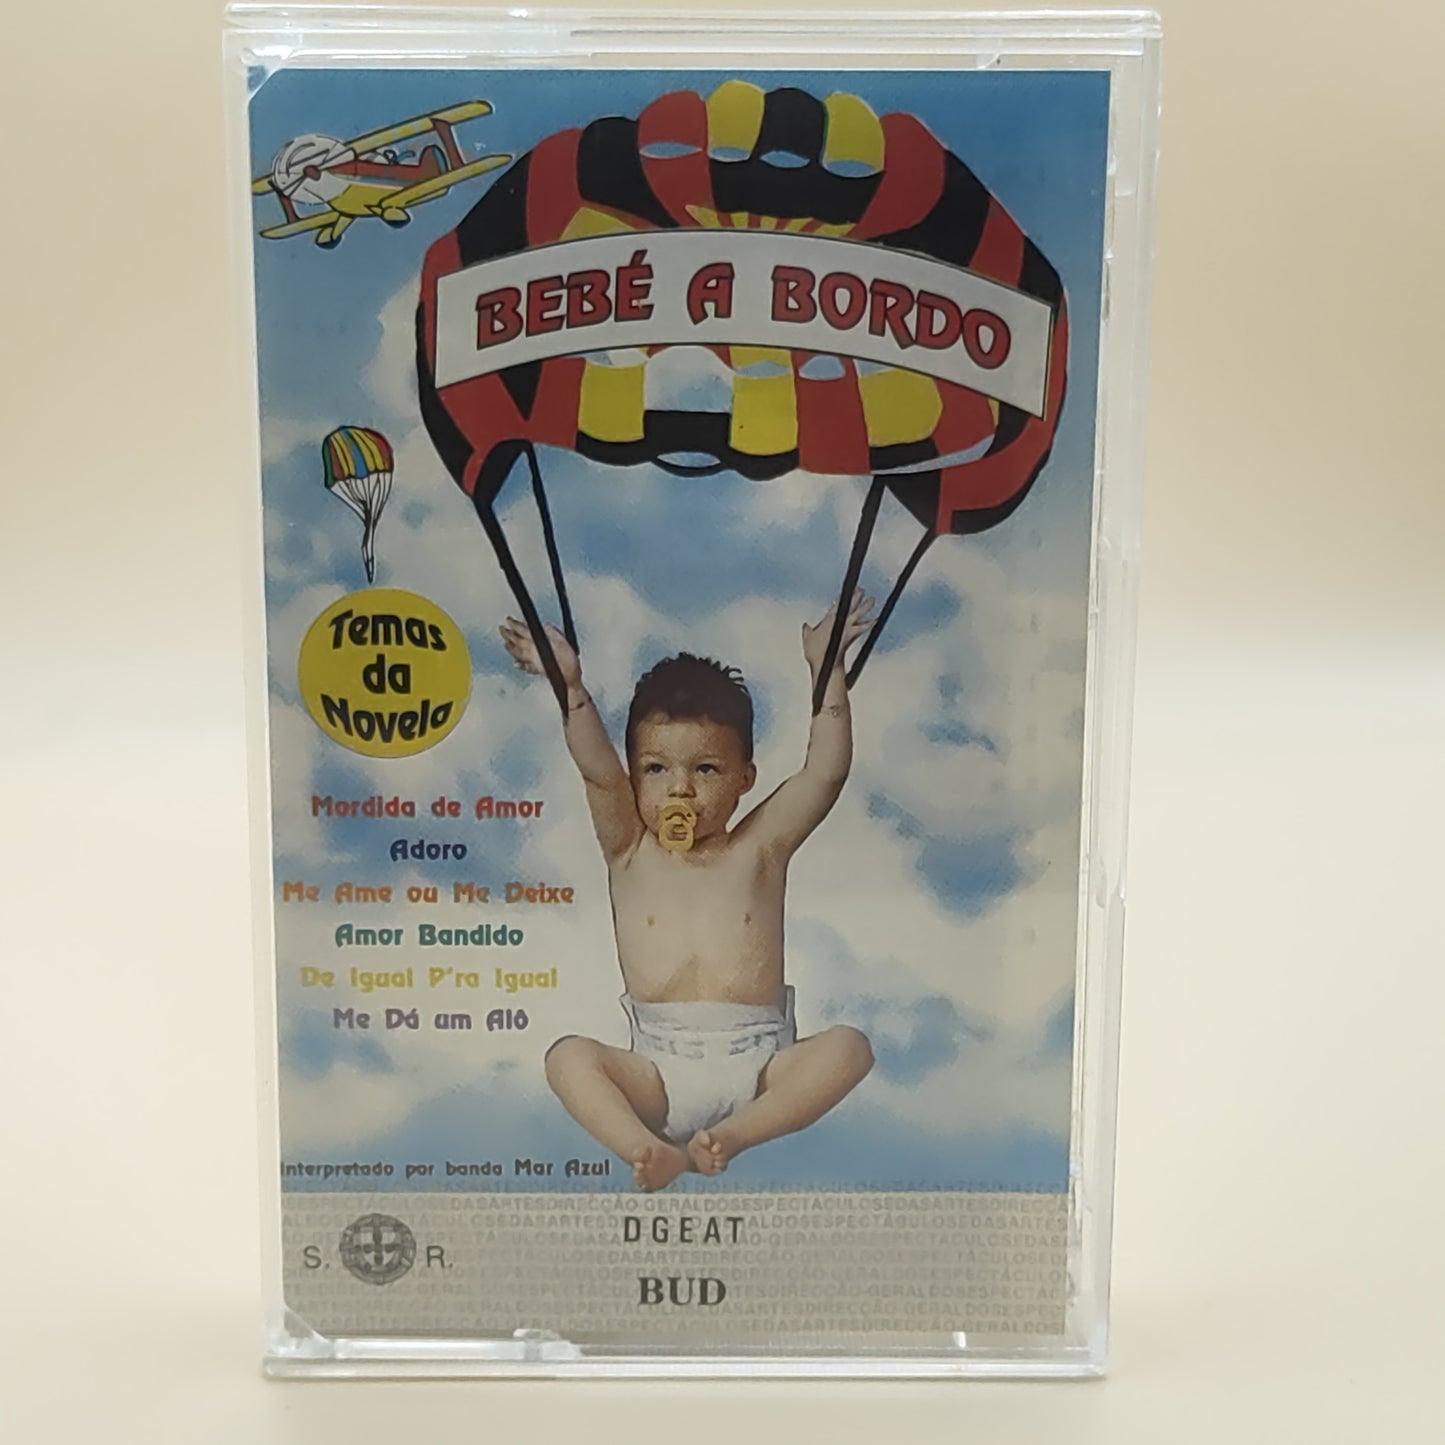 BEBÉ A BORDO
Temas
da
Novela
Mordida de Amor
Adoro
Me Ame ou Me Deixe
Amor Bandido
De Igual P'ra Igual
Me Dá um Alô
Interpretado por banda Mar Azul
DGEAT
S. R.
BUD